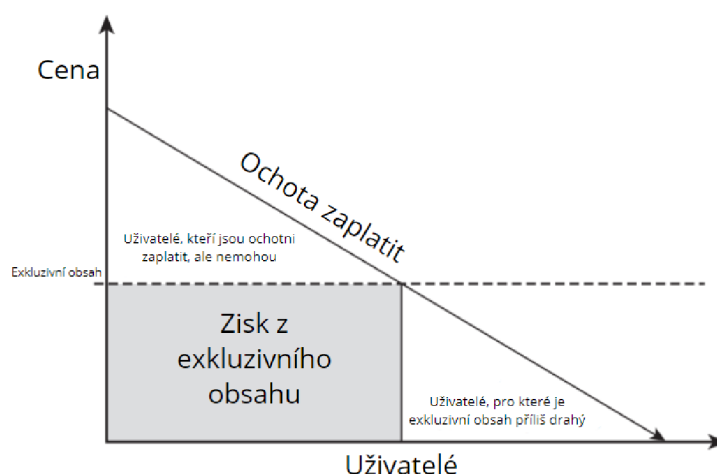 Cena
Ochota zaplatit
Uživatelé, kteří jsou ochotni
zaplatit, ale nemohou
Exkluzivní obsah
Zisk z
exkluzivního
obsahu
Uživatelé, pro které je
exkluzivní obsah příliš drahý
Uživatelé